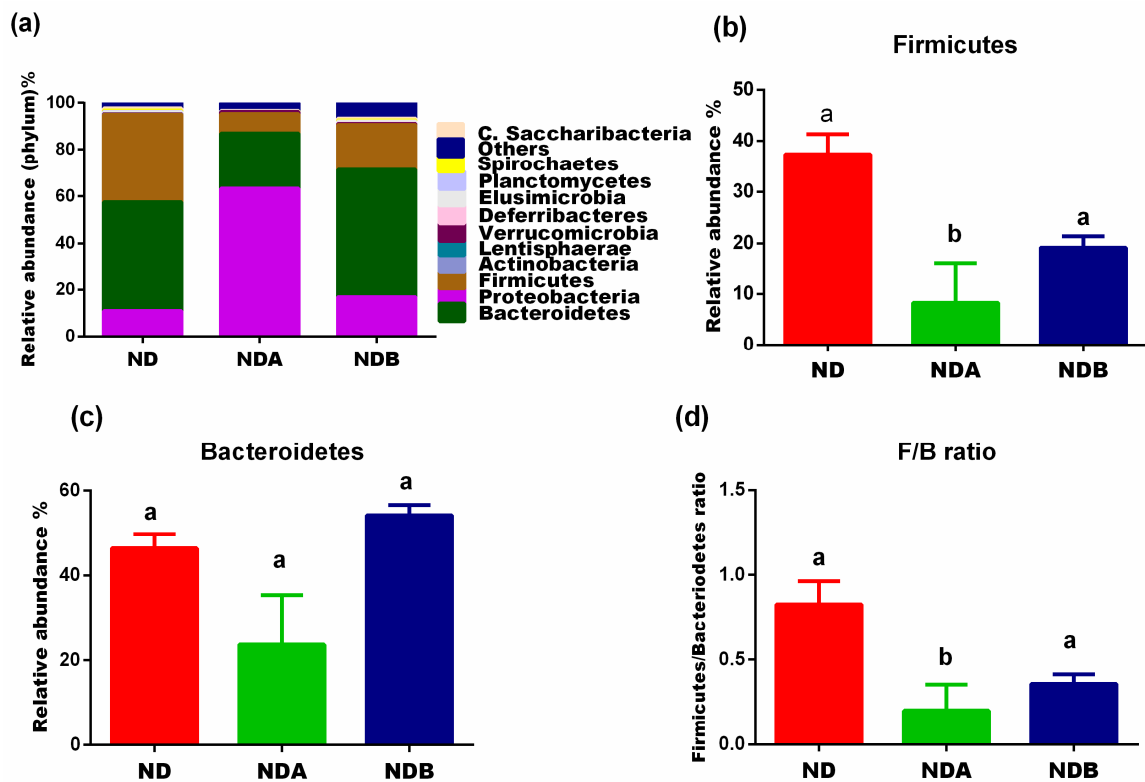 (a)
Relative abundance (phylum)%
100
80
60
40
20
0
ND NDA NDB
C. Saccharibacteria
Others
Spirochaetes
Planctomycetes
Elusimicrobia
Deferribacteres
Verrucomicrobia
Lentisphaerae
Actinobacteria
Firmicutes
Proteobacteria
Bacteroidetes
(b)
Firmicutes
Relative abundance %
50
40
30
20
10
0
a
b
a
ND NDA NDB
(c)
Bacteroidetes
Relative abundance %
60
40
20
0
a
a
a
ND NDA NDB
(d)
F/B ratio
Firmicutes/Bacteriodetes ratio
1.5
1.0
0.5
0.0
a
b
a
ND NDA NDB